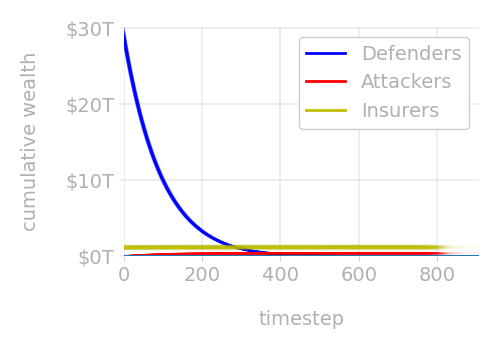 $30T
$20T
$10T
$0T
cumulative wealth
Defenders
Attackers
Insurers
0 200 400 600 800
timestep